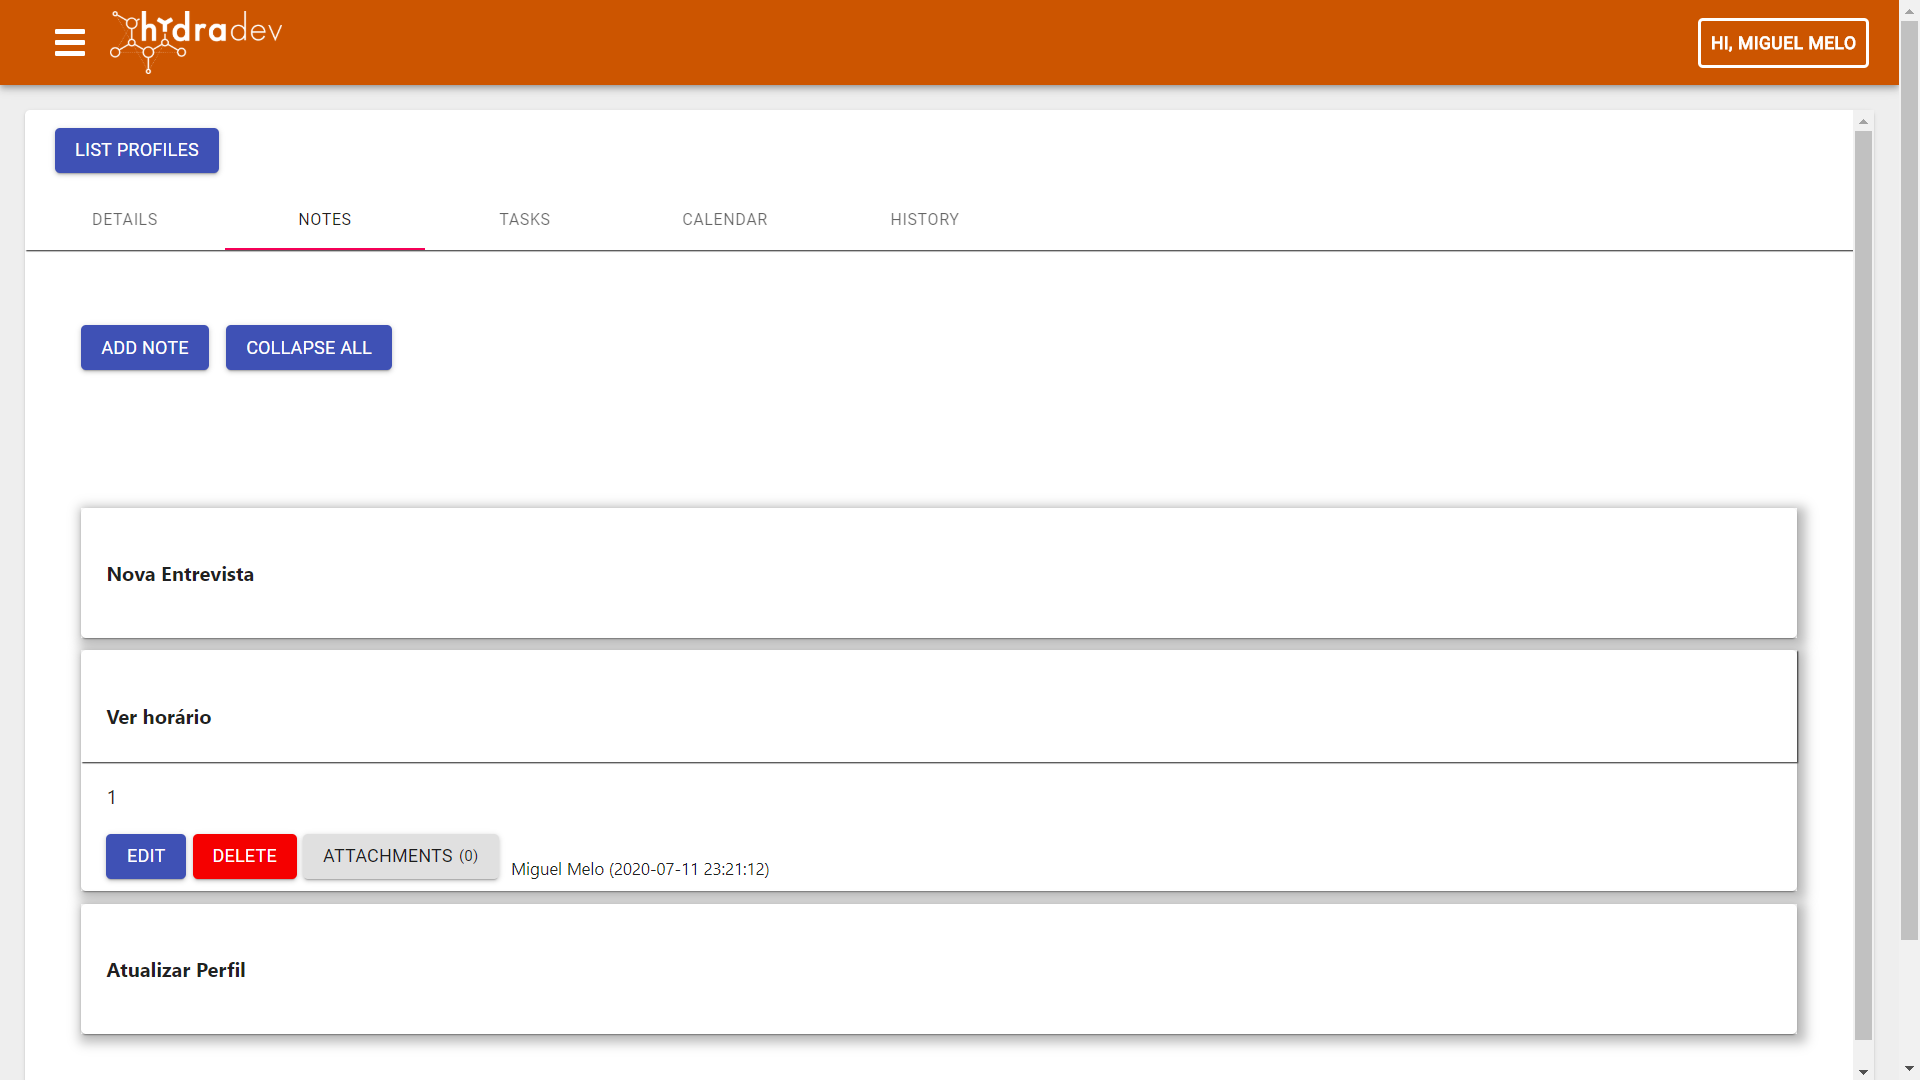 hydradev
HI, MIGUEL MELO
LIST PROFILES
DETAILS NOTES TASKS CALENDAR HISTORY
ADD NOTE COLLAPSE ALL
Nova Entrevista
Ver horário
1
EDIT DELETE ATTACHMENTS (0) Miguel Melo (2020-07-11 23:21:12)
Atualizar Perfil